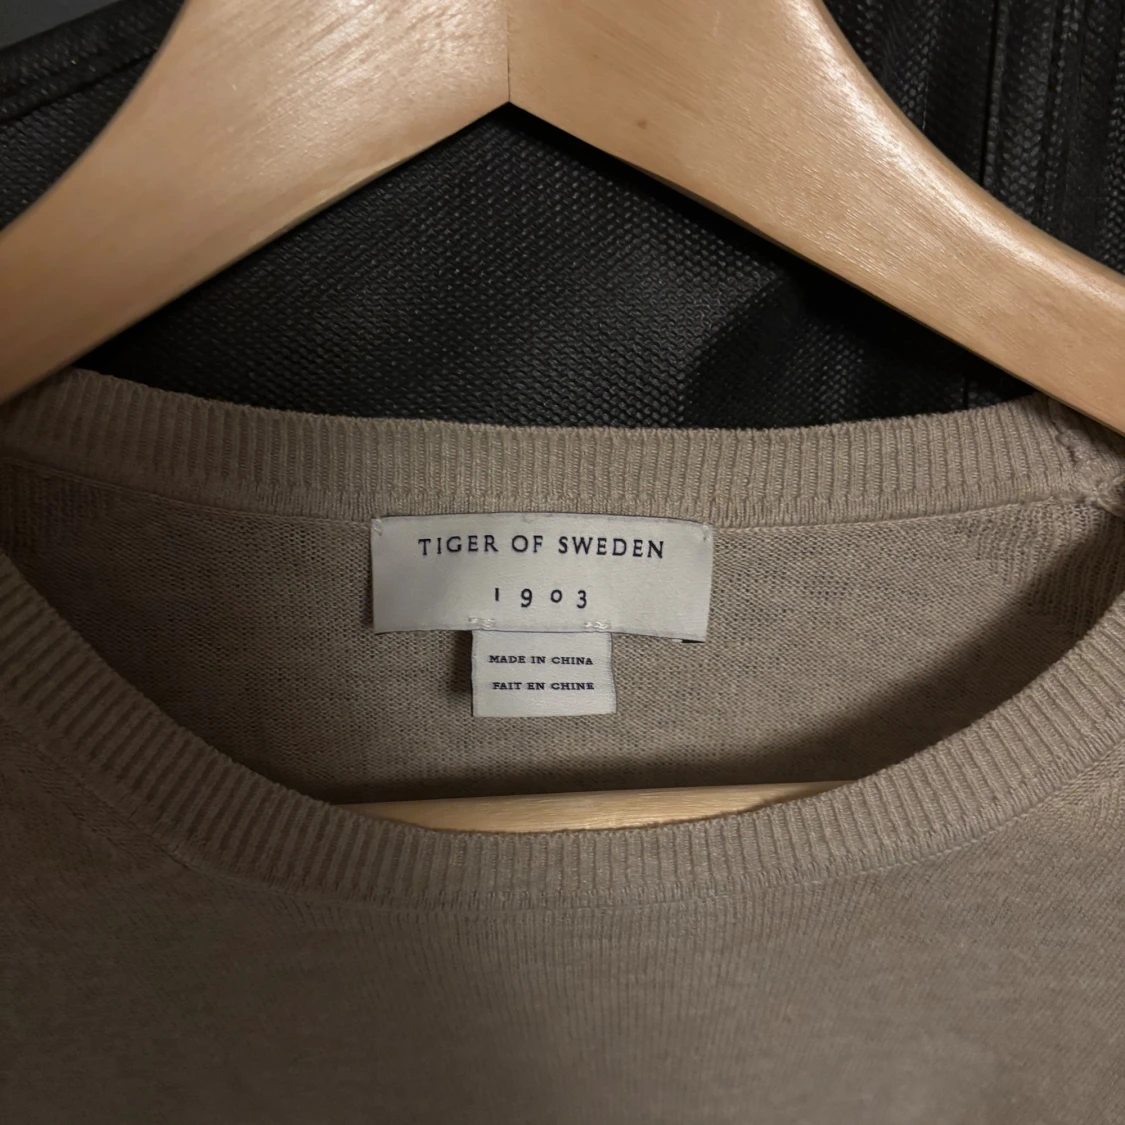 TIGER OF SWEDEN
1903
MADE IN CHINA
FAIT EN CHINE